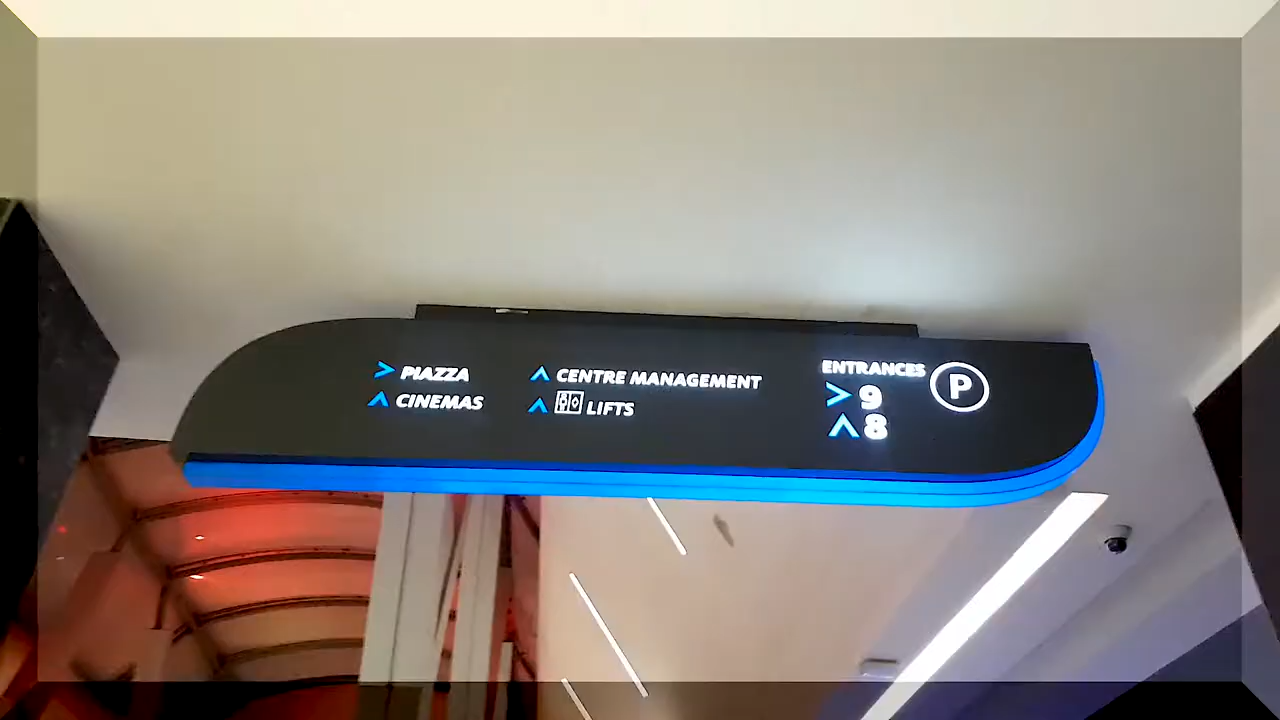 PIAZZA
CINEMAS
CENTRE MANAGEMENT
LIFTS
ENTRANCES
9
8
P